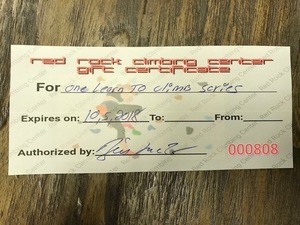 RED ROCK CLIMBING CENTER
GIFT CERTIFICATE
For one Learn To climb series
Expires on: 10.5.2018 To: From:
Authorized by:
000808